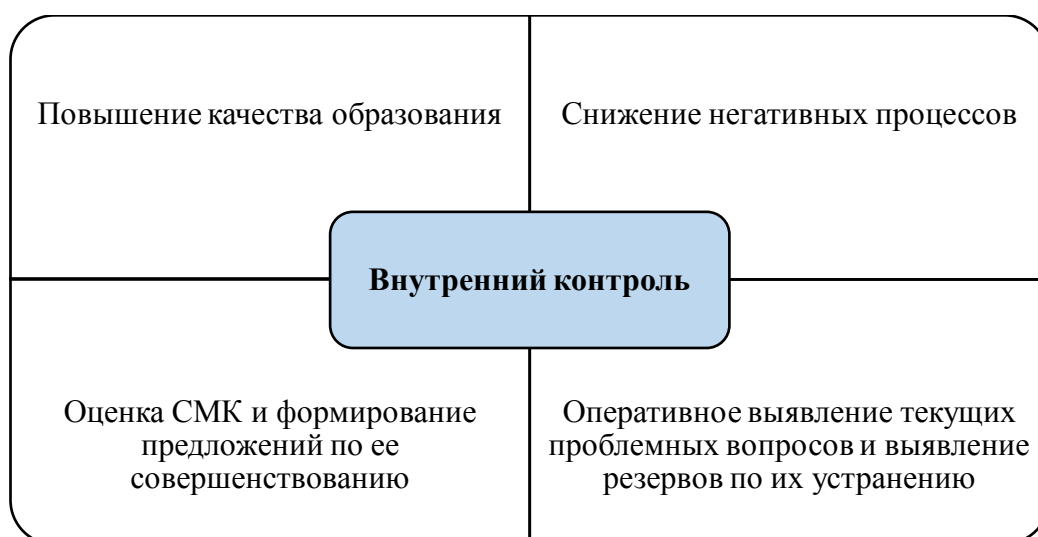 Повышение качества образования
Снижение негативных процессов
Внутренний контроль
Оценка СМК и формирование
предложений по ее
совершенствованию
Оперативное выявление текущих
проблемных вопросов и выявление
резервов по их устранению